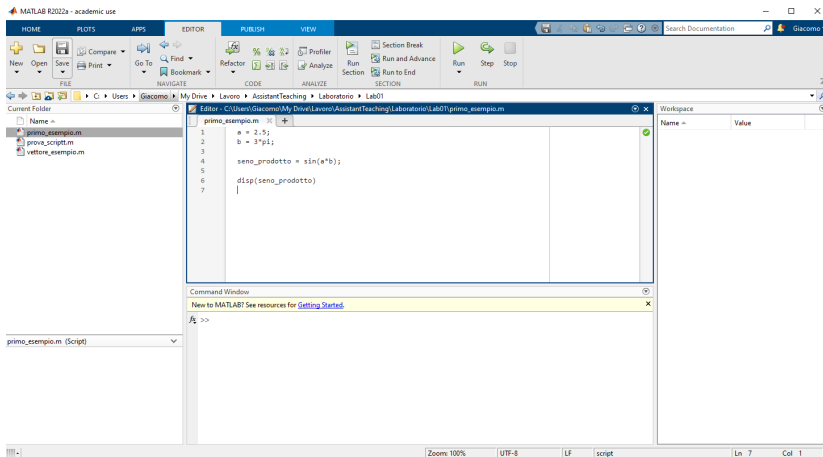 MATLAB R2022a - academic use
HOME PLOTS APPS EDITOR PUBLISH VIEW Search Documentation Giacomo
New Open Save Compare Print Go To Find Bookmark Refactor Profiler Analyze Run Section Section Break Run and Advance Run to End Run Step Stop
FILE NAVIGATE CODE ANALYZE SECTION RUN
C: Users Giacomo My Drive Lavoro AssistantTeaching Laboratorio Lab01
Current Folder
Name
primo_esempio.m
prova_scriptt.m
vettore_esempio.m
primo_esempio.m (Script)
Editor - C:\Users\Giacomo\My Drive\Lavoro\AssistantTeaching\Laboratorio\Lab01\primo_esempio.m
primo_esempio.m
1 a = 2.5;
2 b = 3*pi;
3
4 seno_prodotto = sin(a*b);
5
6 disp(seno_prodotto)
7
Command Window
New to MATLAB? See resources for Getting Started.
fx >>
Workspace
Name Value
Zoom: 100% UTF-8 LF script Ln 7 Col 1